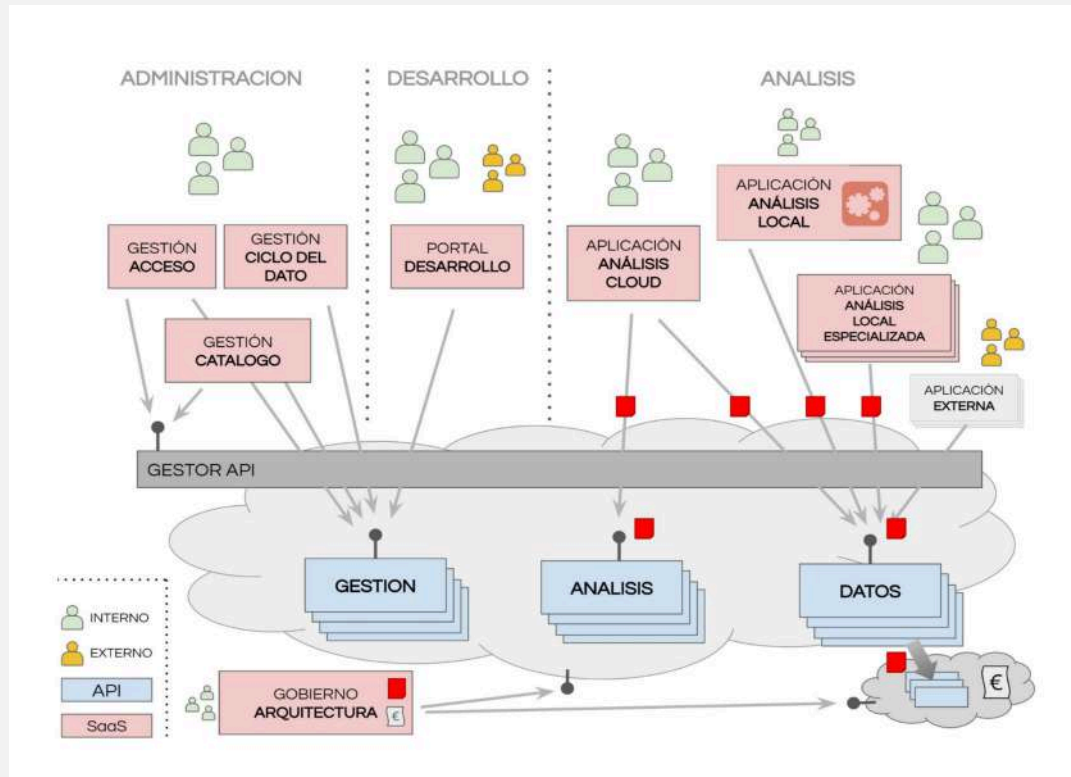 ADMINISTRACION
DESARROLLO
ANALISIS
GESTIÓN
ACCESO
GESTIÓN
CICLO DEL
DATO
GESTIÓN
CATALOGO
PORTAL
DESARROLLO
APLICACIÓN
ANÁLISIS
CLOUD
APLICACIÓN
ANÁLISIS
LOCAL
APLICACIÓN
ANÁLISIS
LOCAL
ESPECIALIZADA
APLICACIÓN
EXTERNA
GESTOR API
GESTION
ANALISIS
DATOS
INTERNO
EXTERNO
API
SaaS
GOBIERNO
ARQUITECTURA
€
€